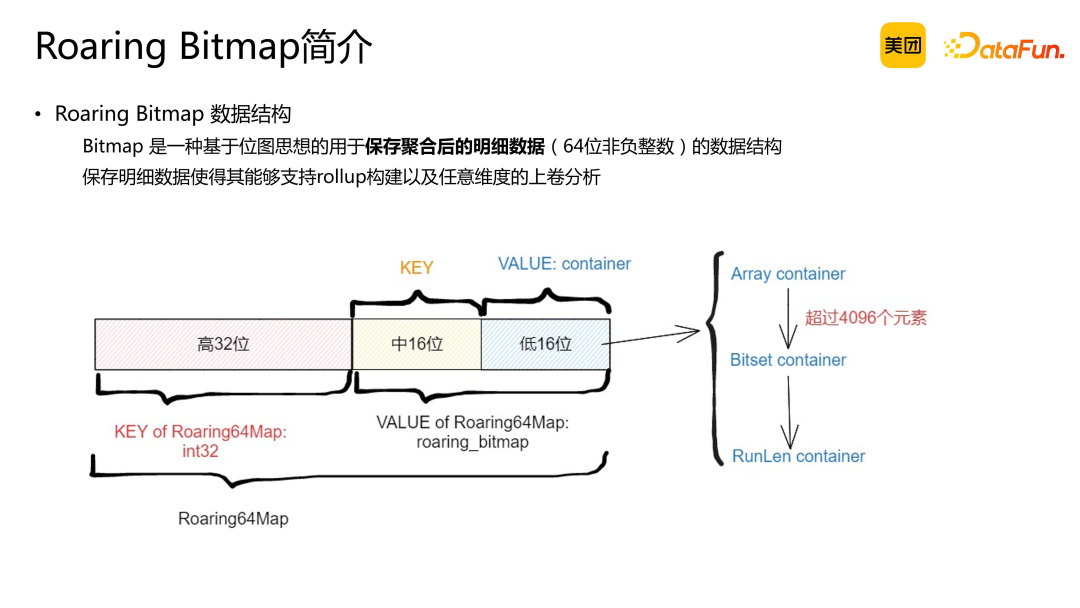 Roaring Bitmap简介
美团
DataFun.
• Roaring Bitmap 数据结构
Bitmap 是一种基于位图思想的用于保存聚合后的明细数据（64位非负整数）的数据结构
保存明细数据使得其能够支持rollup构建以及任意维度的上卷分析
KEY
VALUE: container
高32位
中16位
低16位
KEY of Roaring64Map:
int32
VALUE of Roaring64Map:
roaring_bitmap
Roaring64Map
Array container
超过4096个元素
Bitset container
RunLen container